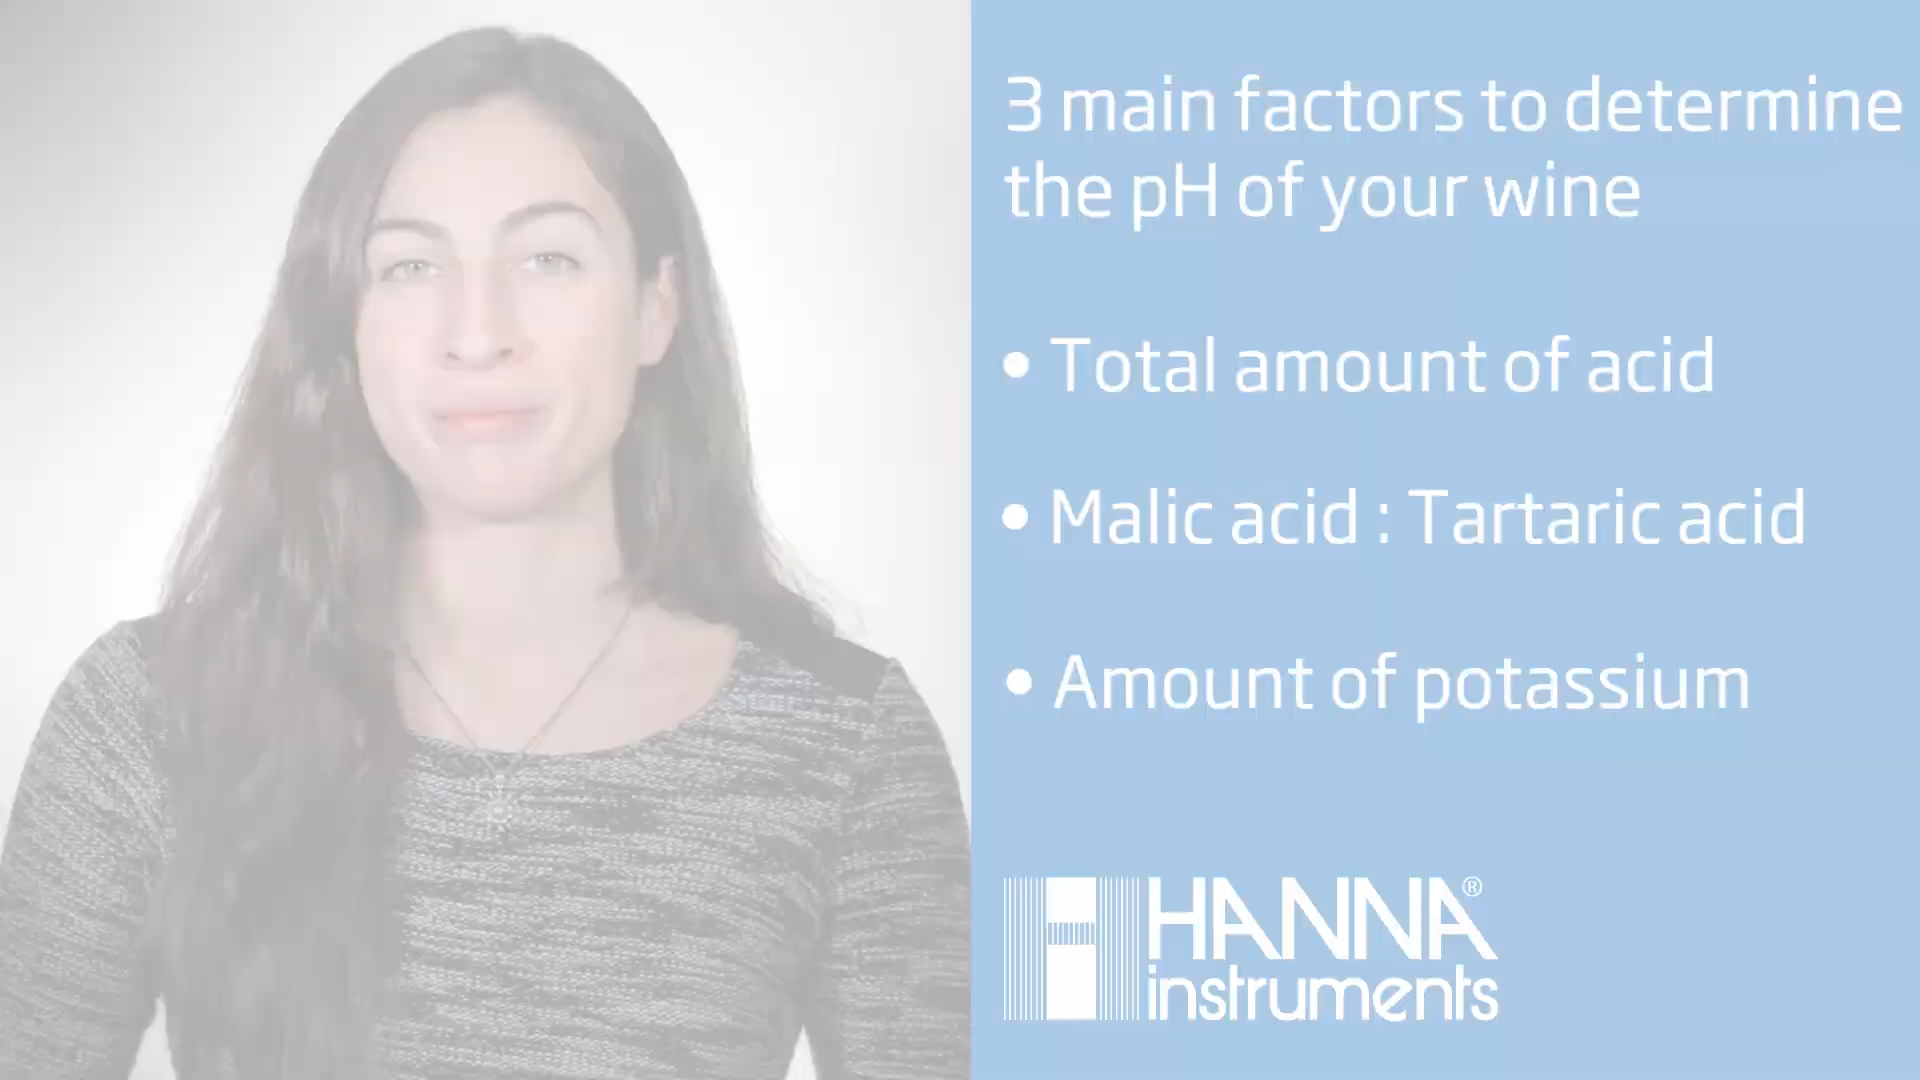 3 main factors to determine
the pH of your wine
• Total amount of acid
• Malic acid : Tartaric acid
• Amount of potassium
HANNA®
instruments